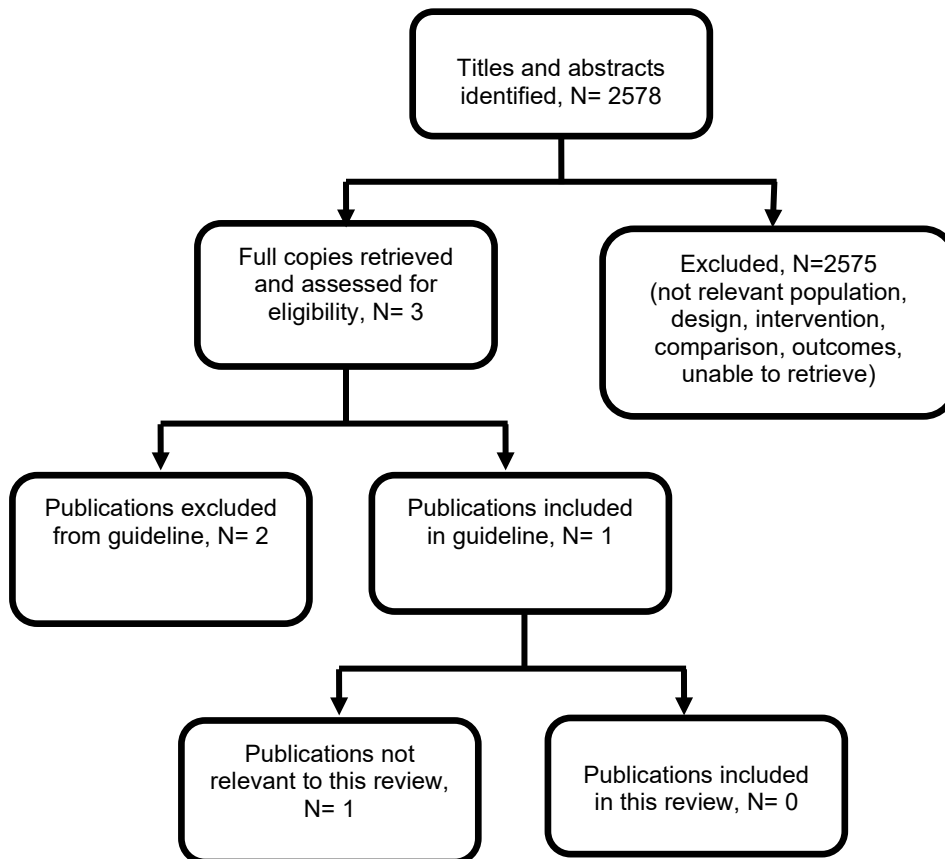 Titles and abstracts
identified, N= 2578
Full copies retrieved
and assessed for
eligibility, N= 3
Excluded, N=2575
(not relevant population,
design, intervention,
comparison, outcomes,
unable to retrieve)
Publications excluded
from guideline, N= 2
Publications included
in guideline, N= 1
Publications not
relevant to this review,
N= 1
Publications included
in this review, N= 0